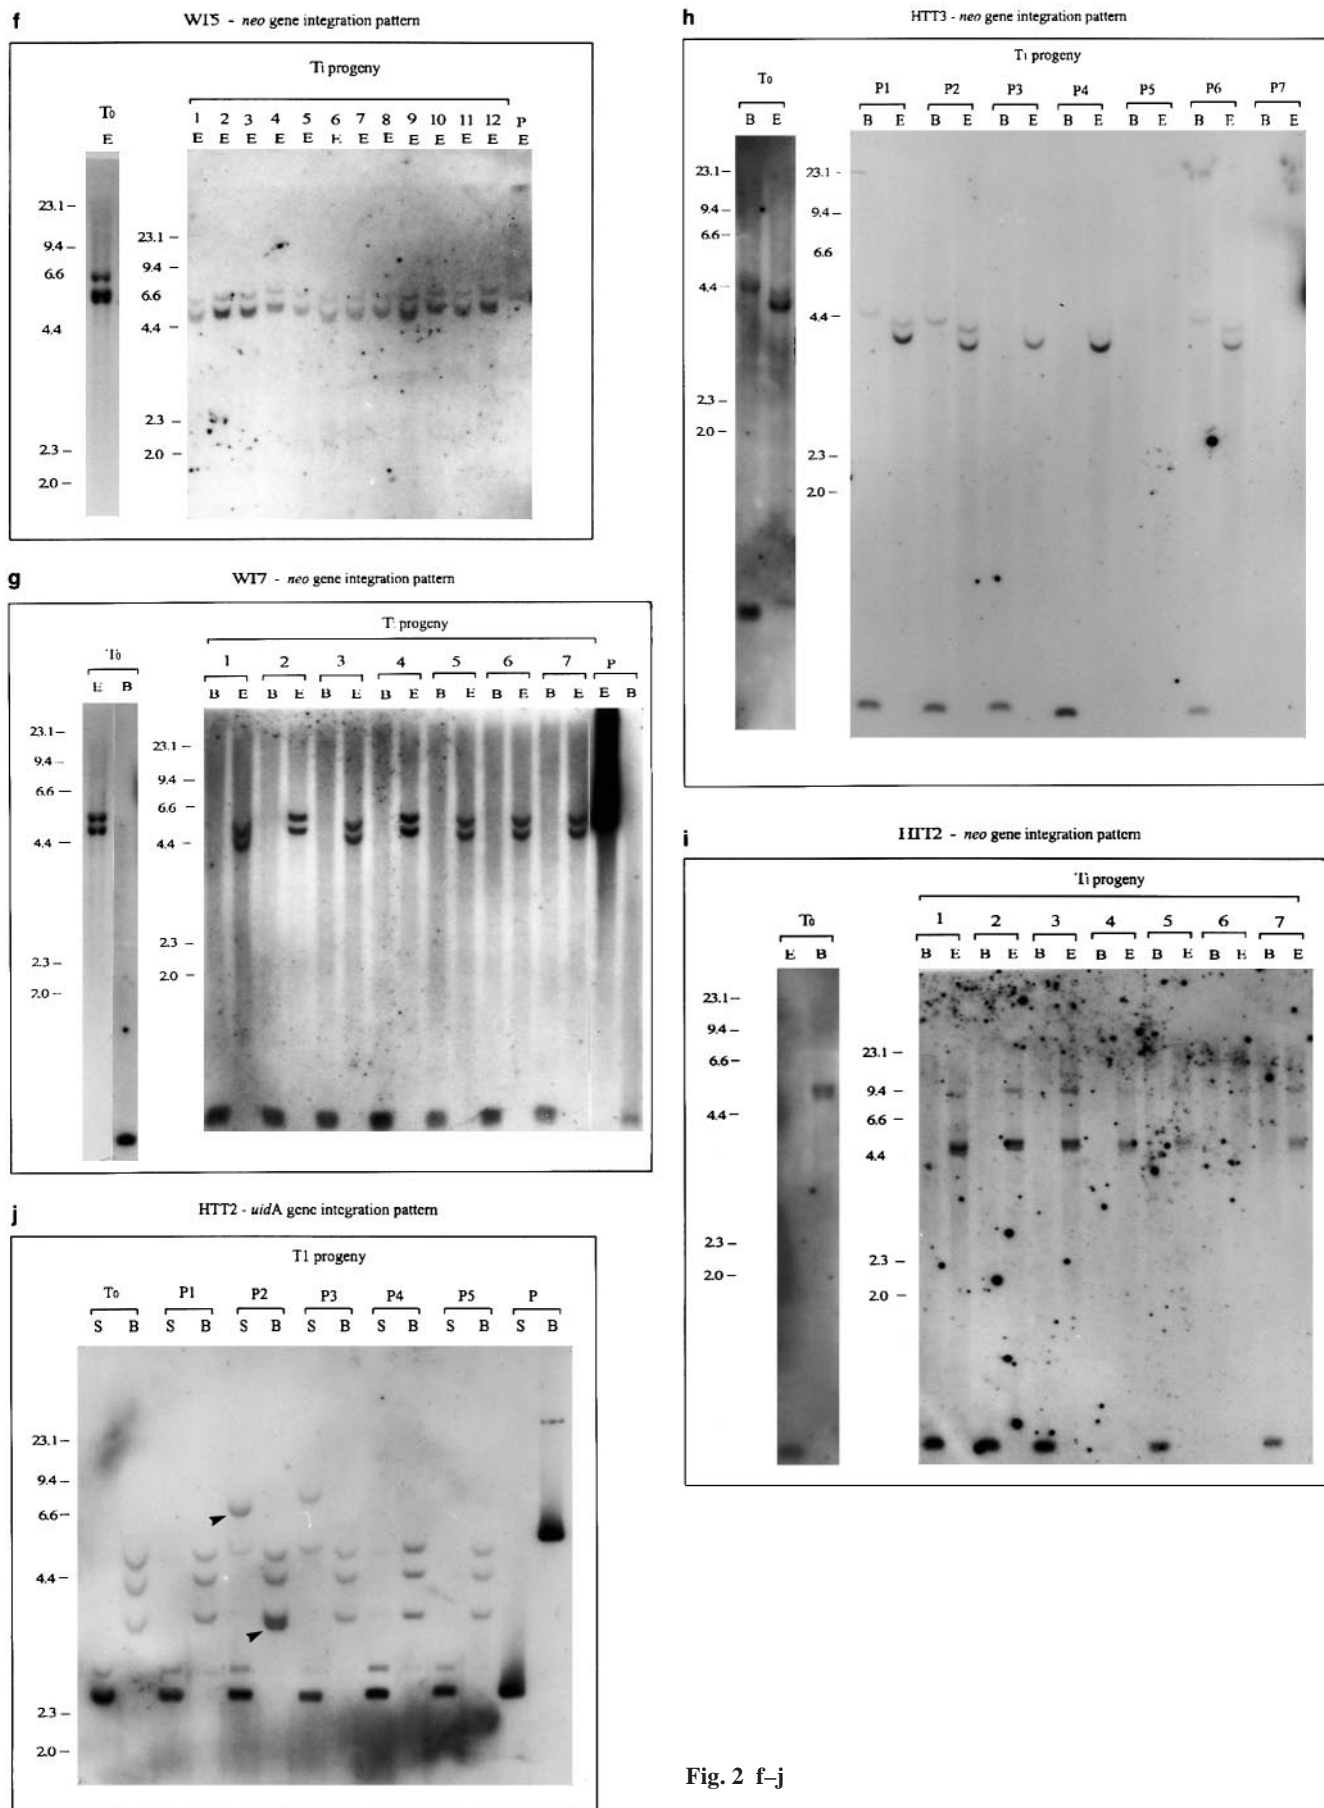 f
WT5 - neo gene integration pattern
T1 progeny
T0
E
1 2 3 4 5 6 7 8 9 10 11 12 P
E E E E E E E E E E E E E
23.1
9.4
6.6
4.4
2.3
2.0
23.1
9.4
6.6
4.4
2.3
2.0
g
WT7 - neo gene integration pattern
T1 progeny
T0
E B
1 2 3 4 5 6 7 P
B E B E B E B E B E B E B E E B
23.1
9.4
6.6
4.4
2.3
2.0
23.1
9.4
6.6
4.4
2.3
2.0
j
HTT2 - uidA gene integration pattern
T1 progeny
T0 P1 P2 P3 P4 P5 P
S B S B S B S B S B S B S B
23.1
9.4
6.6
4.4
2.3
2.0
h
HTT3 - neo gene integration pattern
T1 progeny
T0
B E
P1 P2 P3 P4 P5 P6 P7
B E B E B E B E B E B E B E
23.1
9.4
6.6
4.4
2.3
2.0
23.1
9.4
6.6
4.4
2.3
2.0
i
HTT2 - neo gene integration pattern
T1 progeny
T0
E B
1 2 3 4 5 6 7
B E B E B E B E B E B E B E
23.1
9.4
6.6
4.4
2.3
2.0
23.1
9.4
6.6
4.4
2.3
2.0
Fig. 2 f–j